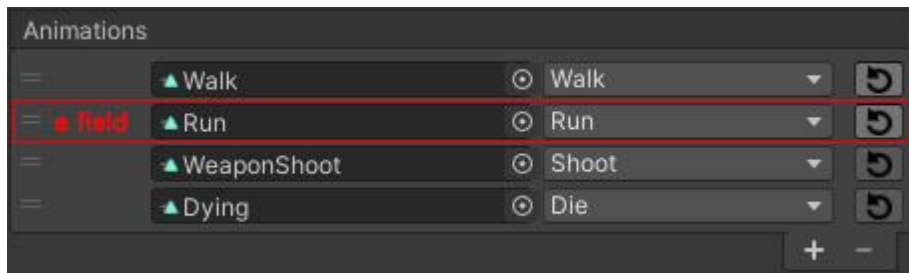 Animations
Walk Walk
a field Run Run
WeaponShoot Shoot
Dying Die
+ −